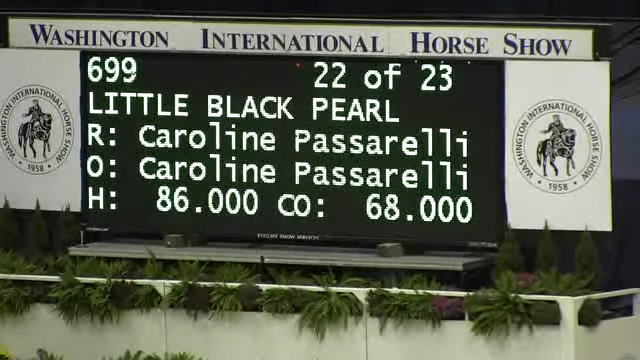 WASHINGTON INTERNATIONAL HORSE SHOW
699 22 of 23
LITTLE BLACK PEARL
R: Caroline Passarelli
O: Caroline Passarelli
H: 86.000 CO: 68.000
WASHINGTON INTERNATIONAL HORSE SHOW
1958
WASHINGTON INTERNATIONAL HORSE SHOW
1958